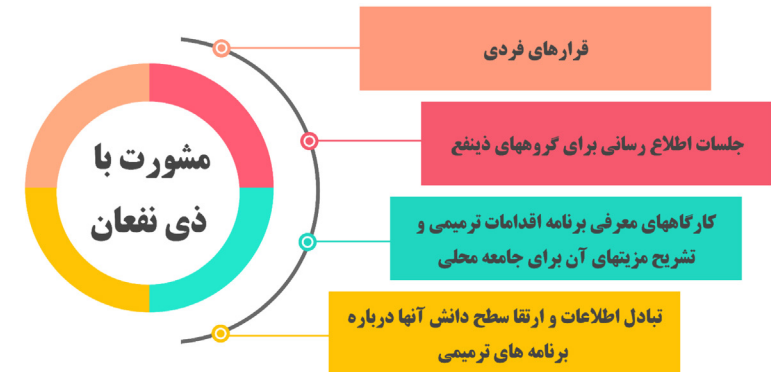 مشورت با
ذی نفعان
قرارهای فردی
جلسات اطلاع رسانی برای گروههای ذینفع
کارگاههای معرفی برنامه اقدامات ترمیمی و
تشریح مزیتهای آن برای جامعه محلی
تبادل اطلاعات و ارتقا سطح دانش آنها درباره
برنامه های ترمیمی